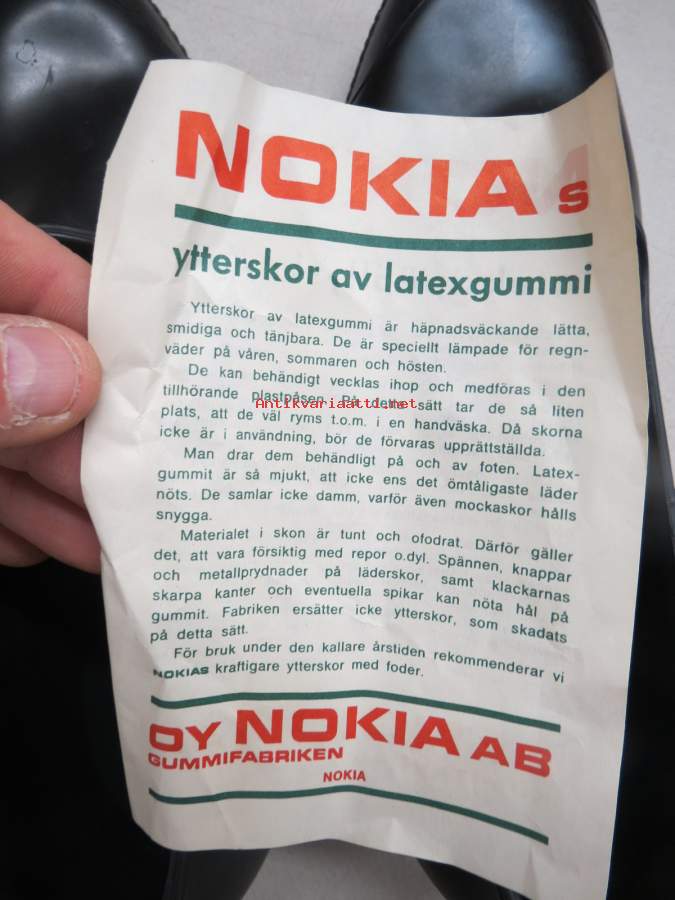 NOKIAs
ytterskor av latexgummi
Ytterskor av latexgummi är häpnadsväckande lätta,
smidiga och tänjbara. De är speciellt lämpade för regn-
väder på våren, sommaren och hösten.
De kan behändigt vecklas ihop och medföras i den
tillhörande plastpåsen. På detta sätt tar de så liten
Antikvariaatti.net
plats, att de väl ryms t.o.m. i en handväska. Då skorna
icke är i användning, bör de förvaras upprättställda.
Man drar dem behändligt på och av foten. Latex-
gummit är så mjukt, att icke ens det ömtåligaste läder
nöts. De samlar icke damm, varför även mockaskor hålls
snygga.
Materialet i skon är tunt och ofodrat. Därför gäller
det, att vara försiktig med repor o.dyl. Spännen, knappar
och metallprydnader på läderskor, samt klackarnas
skarpa kanter och eventuella spikar kan nöta hål på
gummit. Fabriken ersätter icke ytterskor, som skadats
på detta sätt.
För bruk under den kallare årstiden rekommenderar vi
NOKIAS kraftigare ytterskor med foder.
OY NOKIA AB
GUMMIFABRIKEN
NOKIA